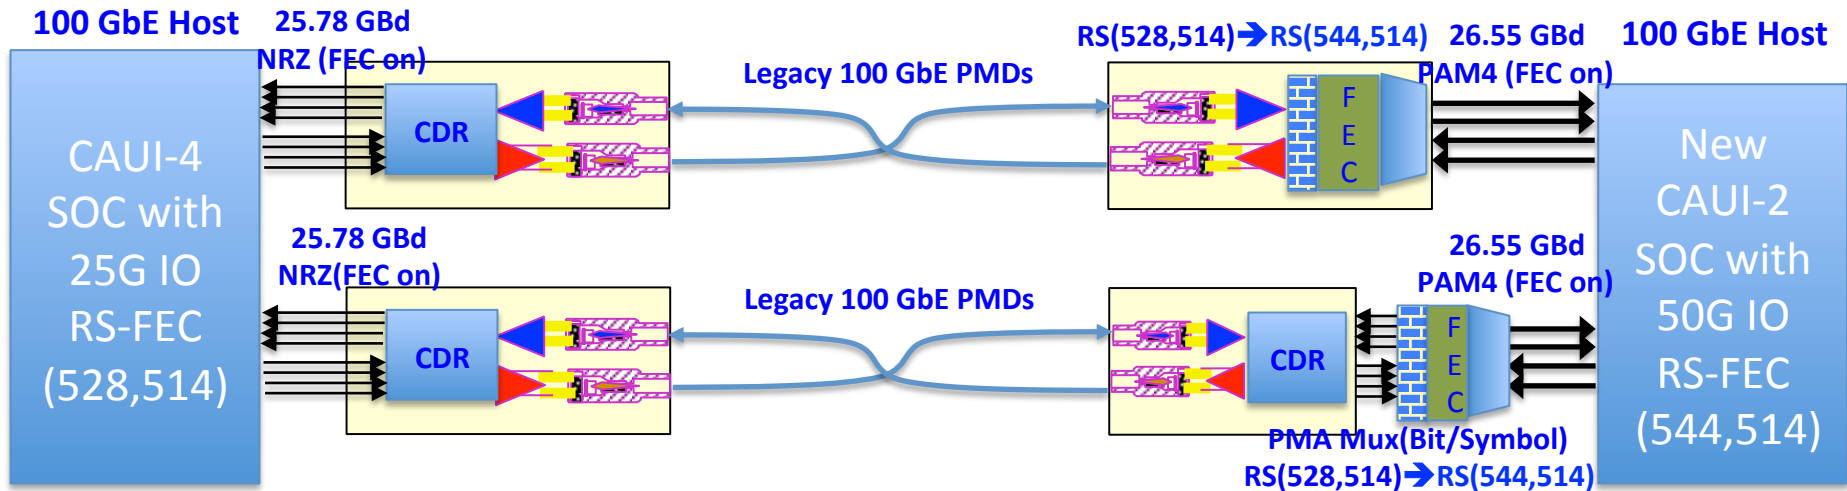 100 GbE Host
CAUI-4
SOC with
25G IO
RS-FEC
(528,514)
25.78 GBd
NRZ (FEC on)
CDR
Legacy 100 GbE PMDs
RS(528,514)➔RS(544,514)
F
E
C
26.55 GBd
PAM4 (FEC on)
25.78 GBd
NRZ(FEC on)
CDR
Legacy 100 GbE PMDs
CDR
F
E
C
26.55 GBd
PAM4 (FEC on)
PMA Mux(Bit/Symbol)
RS(528,514)➔RS(544,514)
100 GbE Host
New
CAUI-2
SOC with
50G IO
RS-FEC
(544,514)